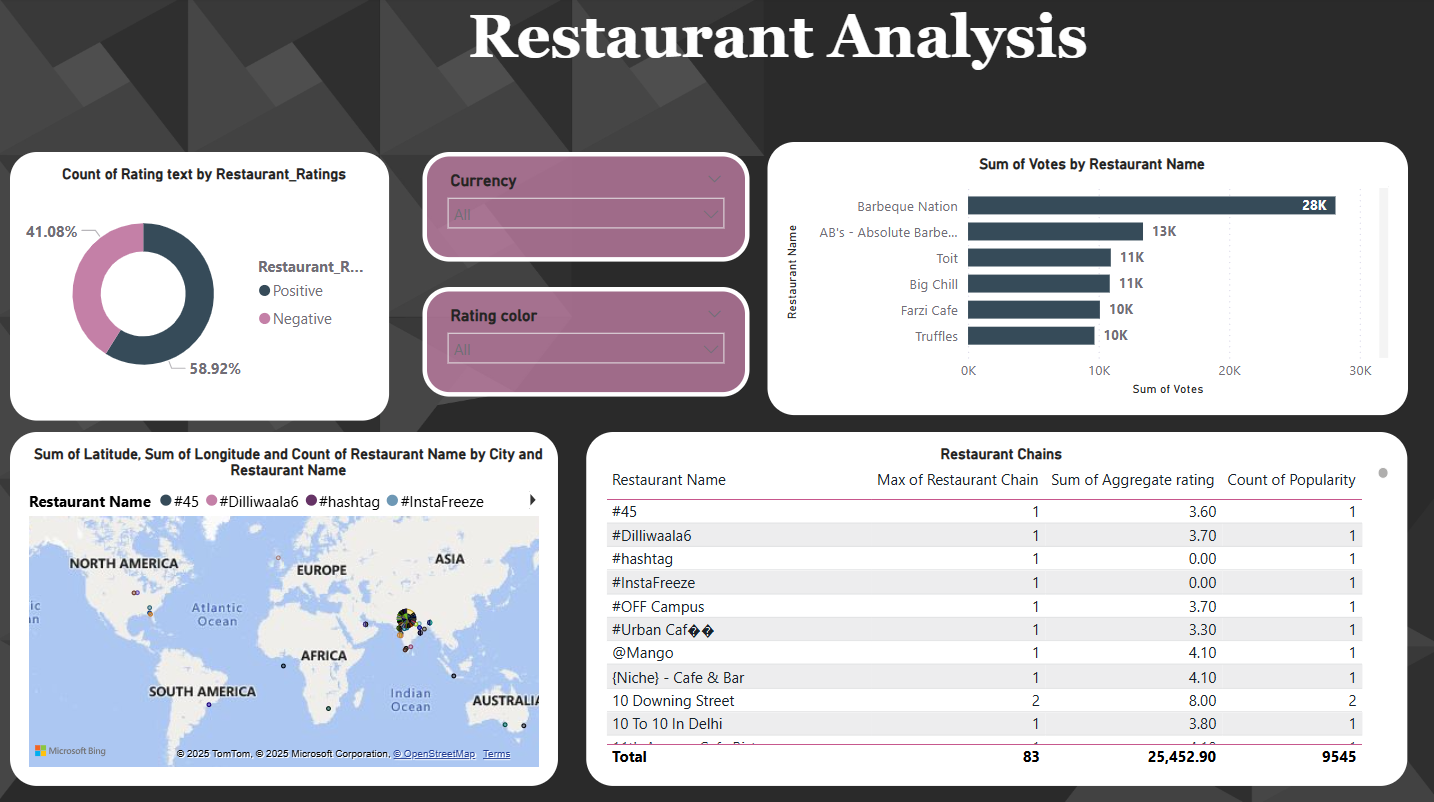 Restaurant Analysis
Count of Rating text by Restaurant_Ratings
41.08%
58.92%
Restaurant_R...
Positive
Negative
Currency
All
Rating color
All
Sum of Votes by Restaurant Name
Restaurant Name
Barbeque Nation 28K
AB's - Absolute Barbe... 13K
Toit 11K
Big Chill 11K
Farzi Cafe 10K
Truffles 10K
0K 10K 20K 30K
Sum of Votes
Sum of Latitude, Sum of Longitude and Count of Restaurant Name by City and
Restaurant Name
Restaurant Name #45 #Dilliwaala6 #hashtag #InstaFreeze
NORTH AMERICA
EUROPE
ASIA
Atlantic
Ocean
AFRICA
SOUTH AMERICA
Indian
Ocean
AUSTRALIA
Microsoft Bing
© 2025 TomTom, © 2025 Microsoft Corporation, © OpenStreetMap Terms
Restaurant Chains
Restaurant Name Max of Restaurant Chain Sum of Aggregate rating Count of Popularity
#45 1 3.60 1
#Dilliwaala6 1 3.70 1
#hashtag 1 0.00 1
#InstaFreeze 1 0.00 1
#OFF Campus 1 3.70 1
#Urban Caf�� 1 3.30 1
@Mango 1 4.10 1
{Niche} - Cafe & Bar 1 4.10 1
10 Downing Street 2 8.00 2
10 To 10 In Delhi 1 3.80 1
Total 83 25,452.90 9545